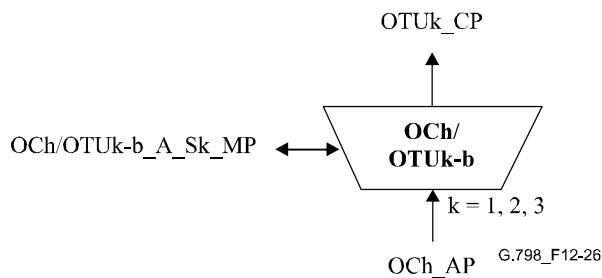 OTUk_CP
OCh/OTUk-b_A_Sk_MP
OCh/
OTUk-b
k = 1, 2, 3
OCh_AP
G.798_F12-26